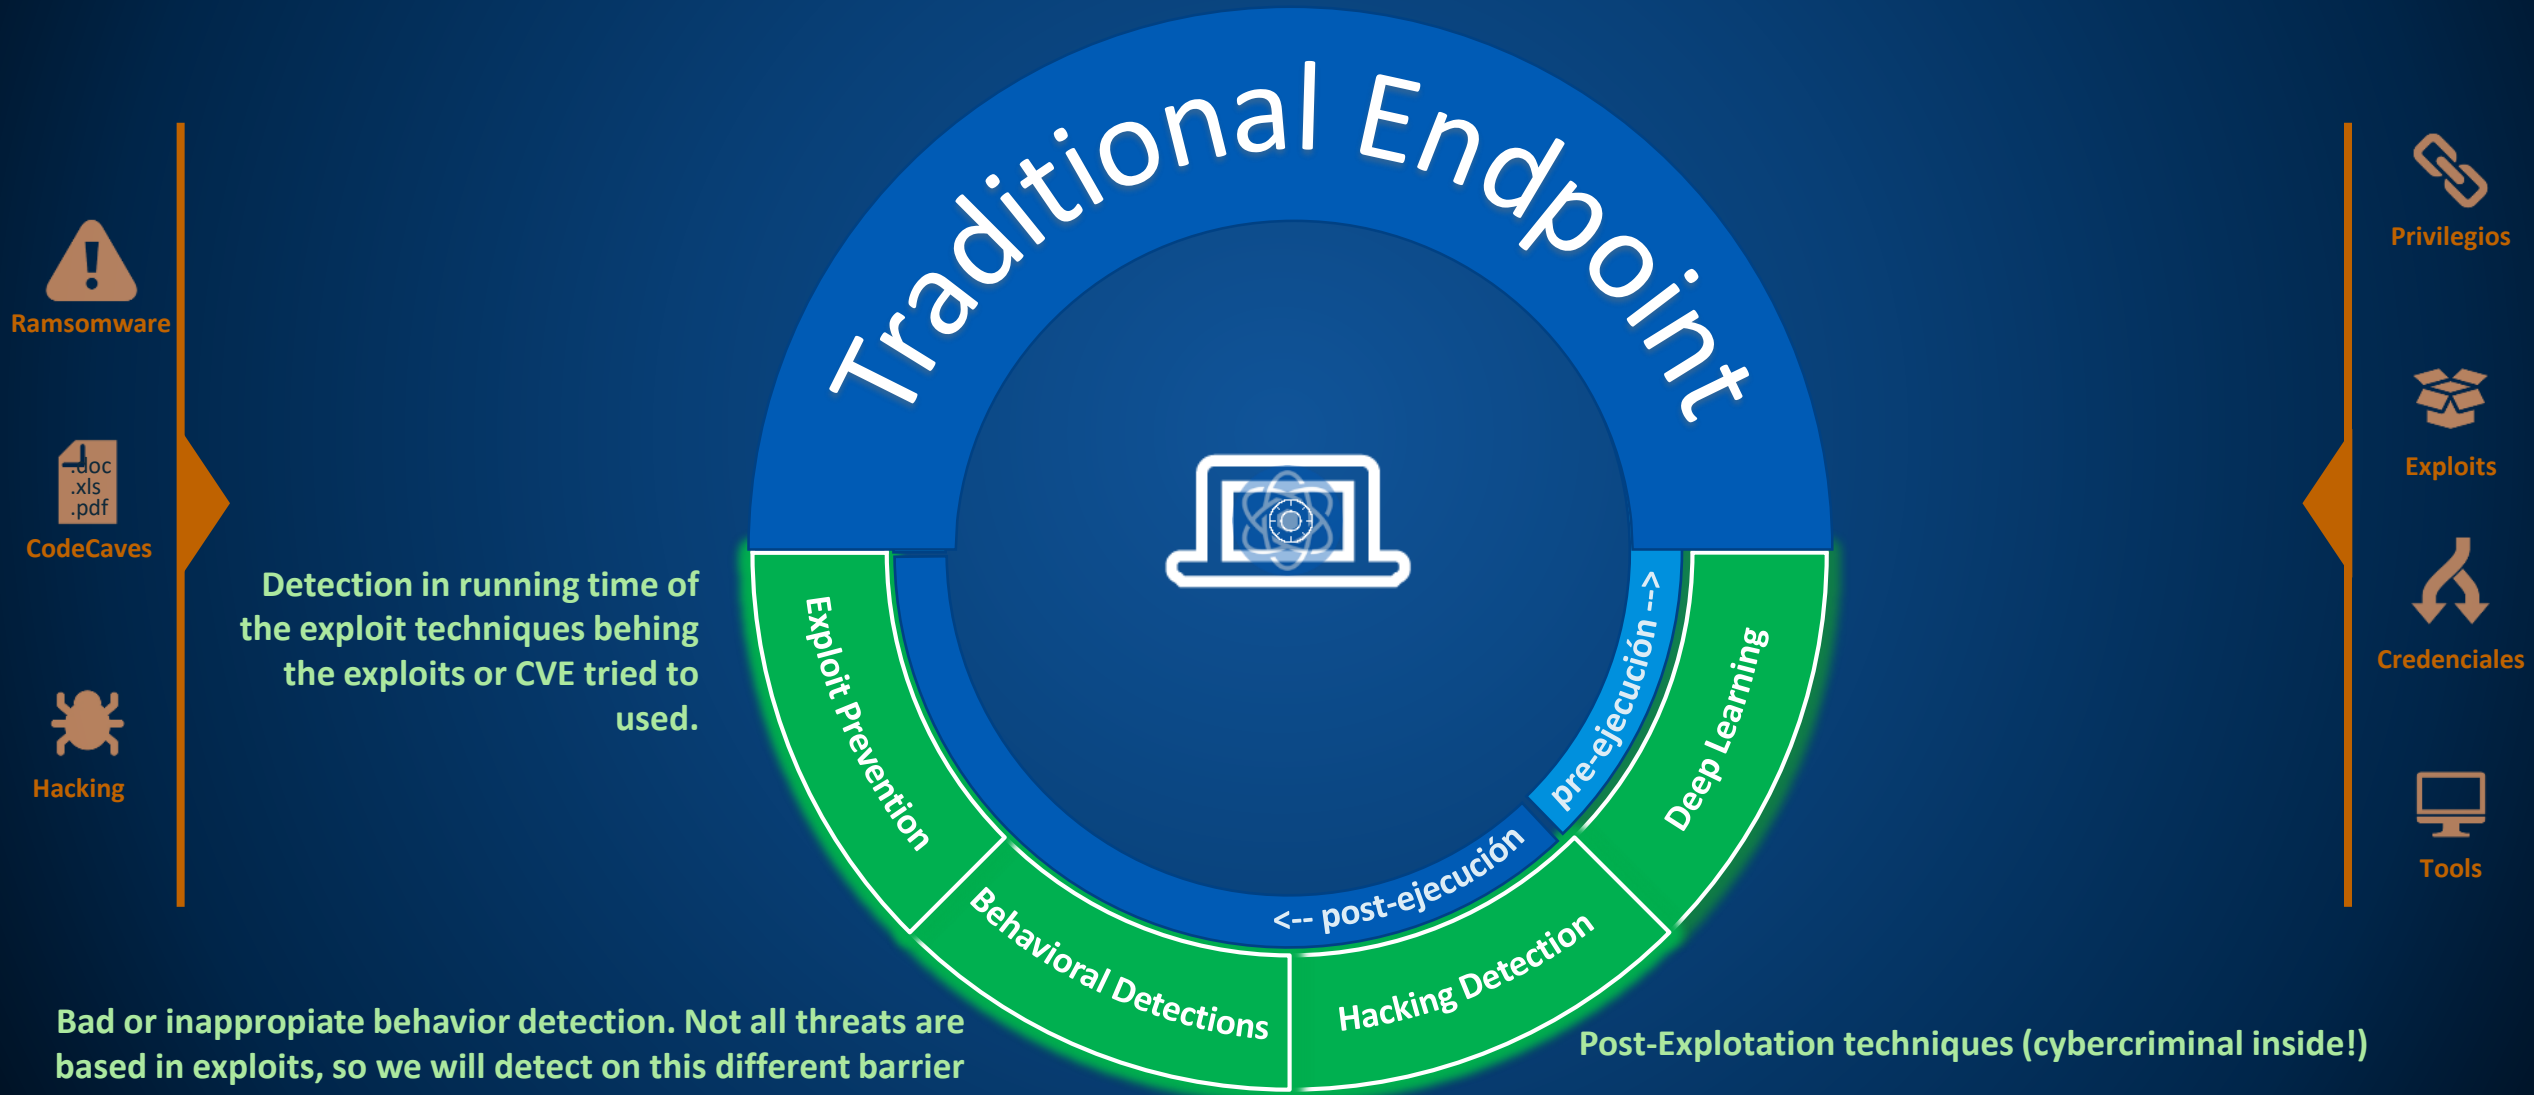 Traditional Endpoint
Ramsomware
.doc
.xls
.pdf
CodeCaves
Hacking
Privilegios
Exploits
Credenciales
Tools
Detection in running time of
the exploit techniques behing
the exploits or CVE tried to
used.
Exploit Prevention
Behavioral Detections
Hacking Detection
Deep Learning
pre-ejecución -->
<-- post-ejecución
Bad or inappropiate behavior detection. Not all threats are
based in exploits, so we will detect on this different barrier
Post-Explotation techniques (cybercriminal inside!)